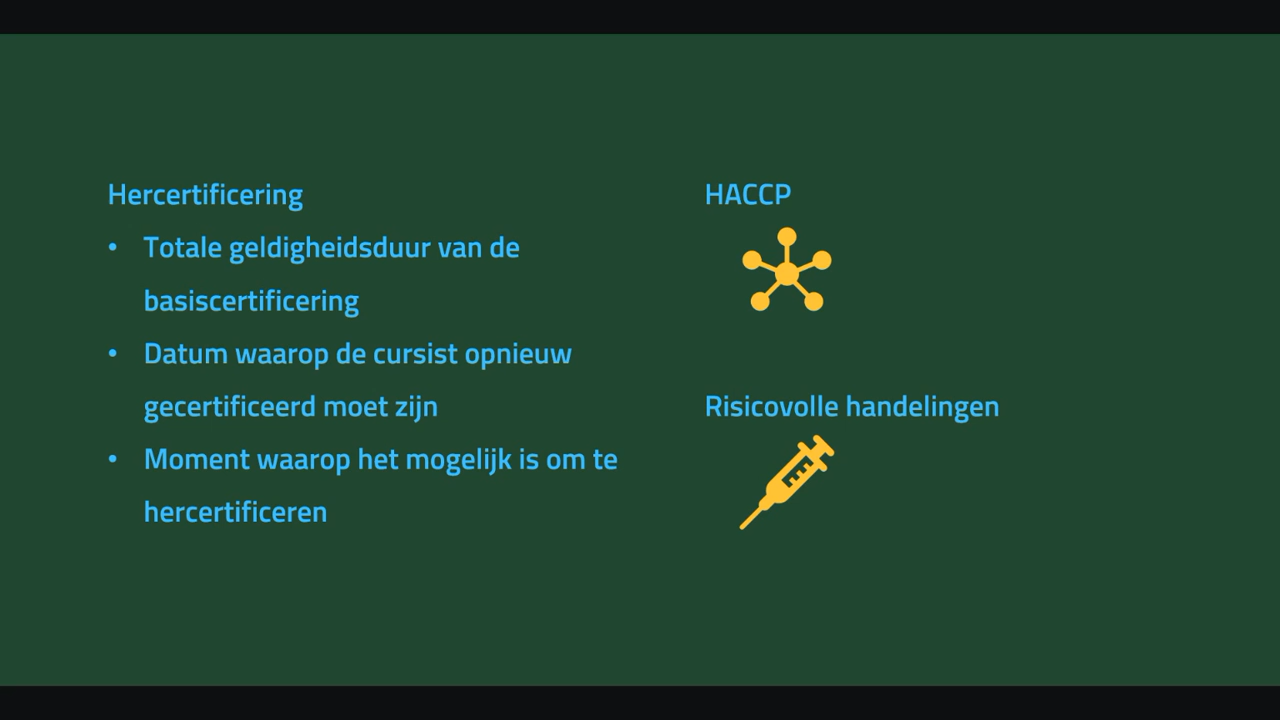 Hercertificering
• Totale geldigheidsduur van de
basiscertificering
• Datum waarop de cursist opnieuw
gecertificeerd moet zijn
• Moment waarop het mogelijk is om te
hercertificeren
HACCP
Risicovolle handelingen